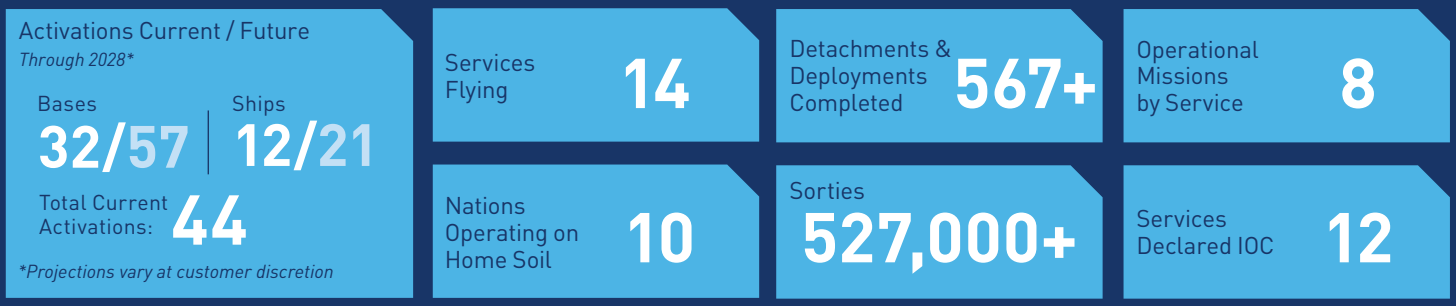 Activations Current / Future
Through 2028*
Bases
32/57
Ships
12/21
Total Current
Activations:
44
*Projections vary at customer discretion
Services
Flying
14
Detachments &
Deployments
Completed
567+
Operational
Missions
by Service
8
Nations
Operating on
Home Soil
10
Sorties
527,000+
Services
Declared IOC
12